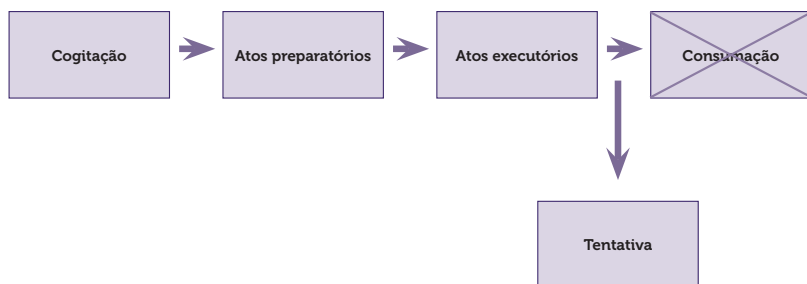 Cogitação
Atos preparatórios
Atos executórios
Consumação
Tentativa